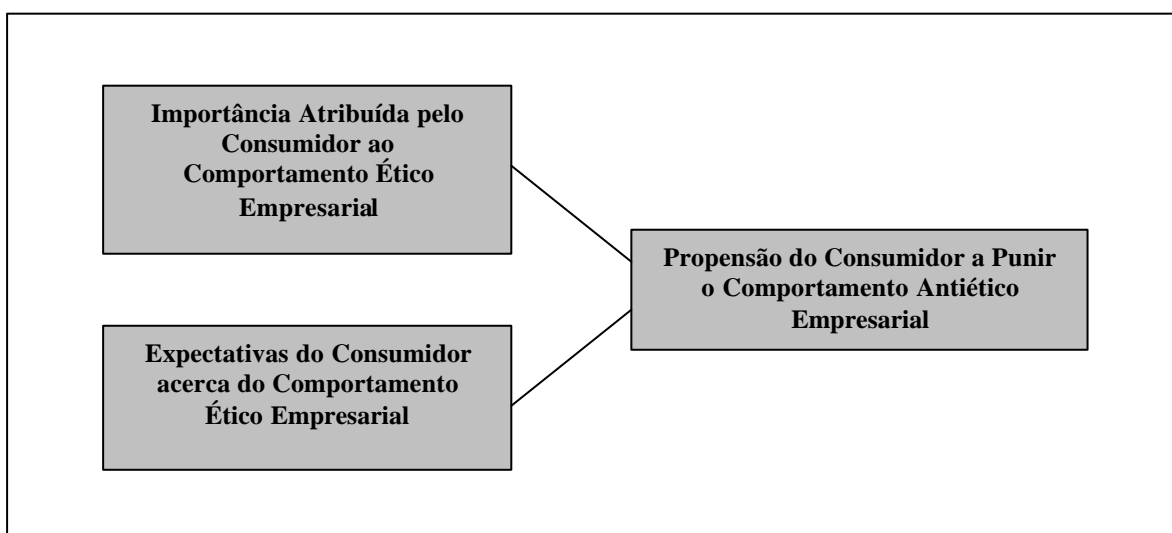 Importância Atribuída pelo
Consumidor ao
Comportamento Ético
Empresarial
Expectativas do Consumidor
acerca do Comportamento
Ético Empresarial
Propensão do Consumidor a Punir
o Comportamento Antiético
Empresarial